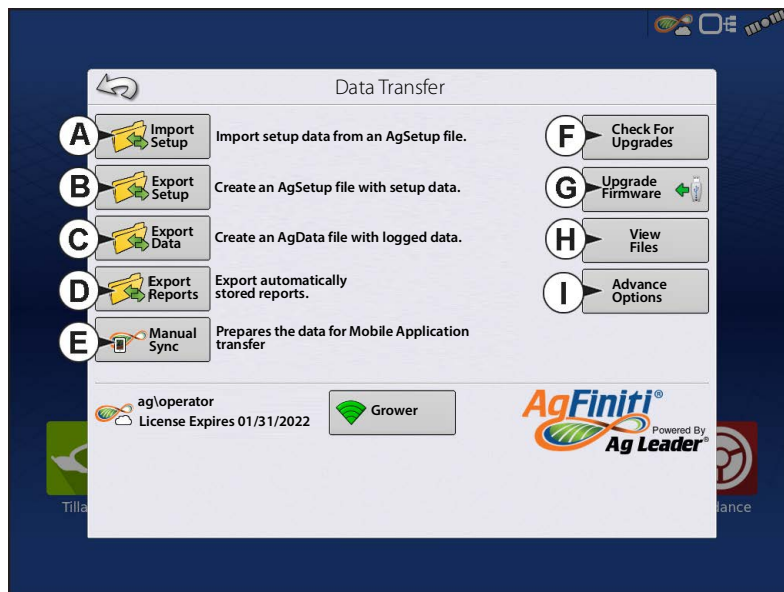 Data Transfer
A
Import
Setup
Import setup data from an AgSetup file.
B
Export
Setup
Create an AgSetup file with setup data.
C
Export
Data
Create an AgData file with logged data.
D
Export
Reports
Export automatically
stored reports.
E
Manual
Sync
Prepares the data for Mobile Application
transfer
F
Check For
Upgrades
G
Upgrade
Firmware
H
View
Files
I
Advance
Options
ag\operator
License Expires 01/31/2022
Grower
AgFiniti®
Powered By
Ag Leader®
Tilla
dance